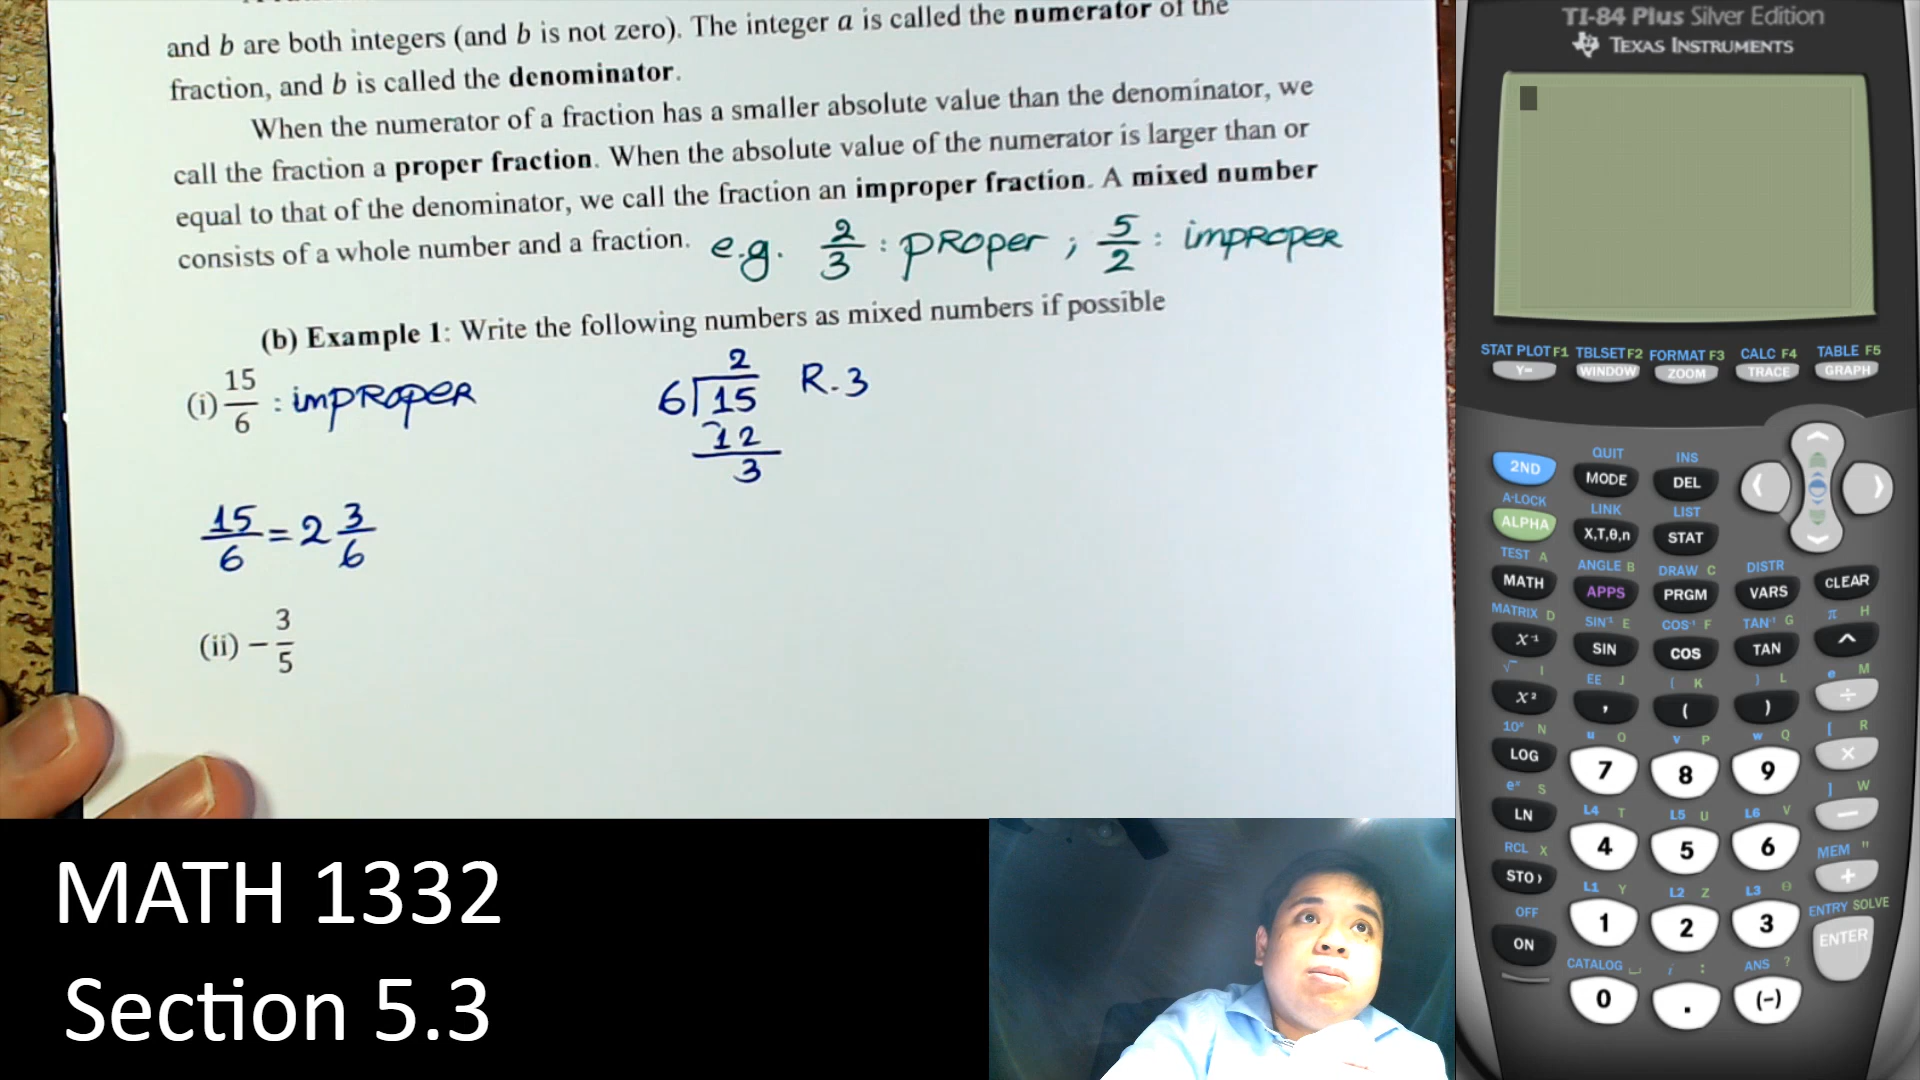 and b are both integers (and b is not zero). The integer a is called the numerator of the
fraction, and b is called the denominator.
When the numerator of a fraction has a smaller absolute value than the denominator, we
call the fraction a proper fraction. When the absolute value of the numerator is larger than or
equal to that of the denominator, we call the fraction an improper fraction. A mixed number
consists of a whole number and a fraction. e.g. 2/3 : proper ; 5/2 : improper
(b) Example 1: Write the following numbers as mixed numbers if possible
(i) 15/6 : improper
2
6)15 R.3
12
3
15/6 = 2 3/6
(ii) -3/5
MATH 1332
Section 5.3
TI-84 Plus Silver Edition
TEXAS INSTRUMENTS
STAT PLOT F1 TBLSET F2 FORMAT F3 CALC F4 TABLE F5
Y= WINDOW ZOOM TRACE GRAPH
QUIT INS
2ND MODE DEL
A-LOCK LINK LIST
ALPHA X,T,θ,n STAT
TEST A ANGLE B DRAW C DISTR
MATH APPS PRGM VARS CLEAR
MATRIX D SIN⁻¹ E COS⁻¹ F TAN⁻¹ G π H
X⁻¹ SIN COS TAN ^
√ I EE J { K } L e M
X² , ( ) ÷
10ˣ N u O v P w Q [ R
LOG 7 8 9 ×
eˣ S L4 T L5 U L6 V ] W
LN 4 5 6 −
RCL X L1 Y L2 Z L3 θ MEM "
STO› 1 2 3 +
OFF CATALOG i : ANS ? ENTRY SOLVE
ON 0 . (-) ENTER